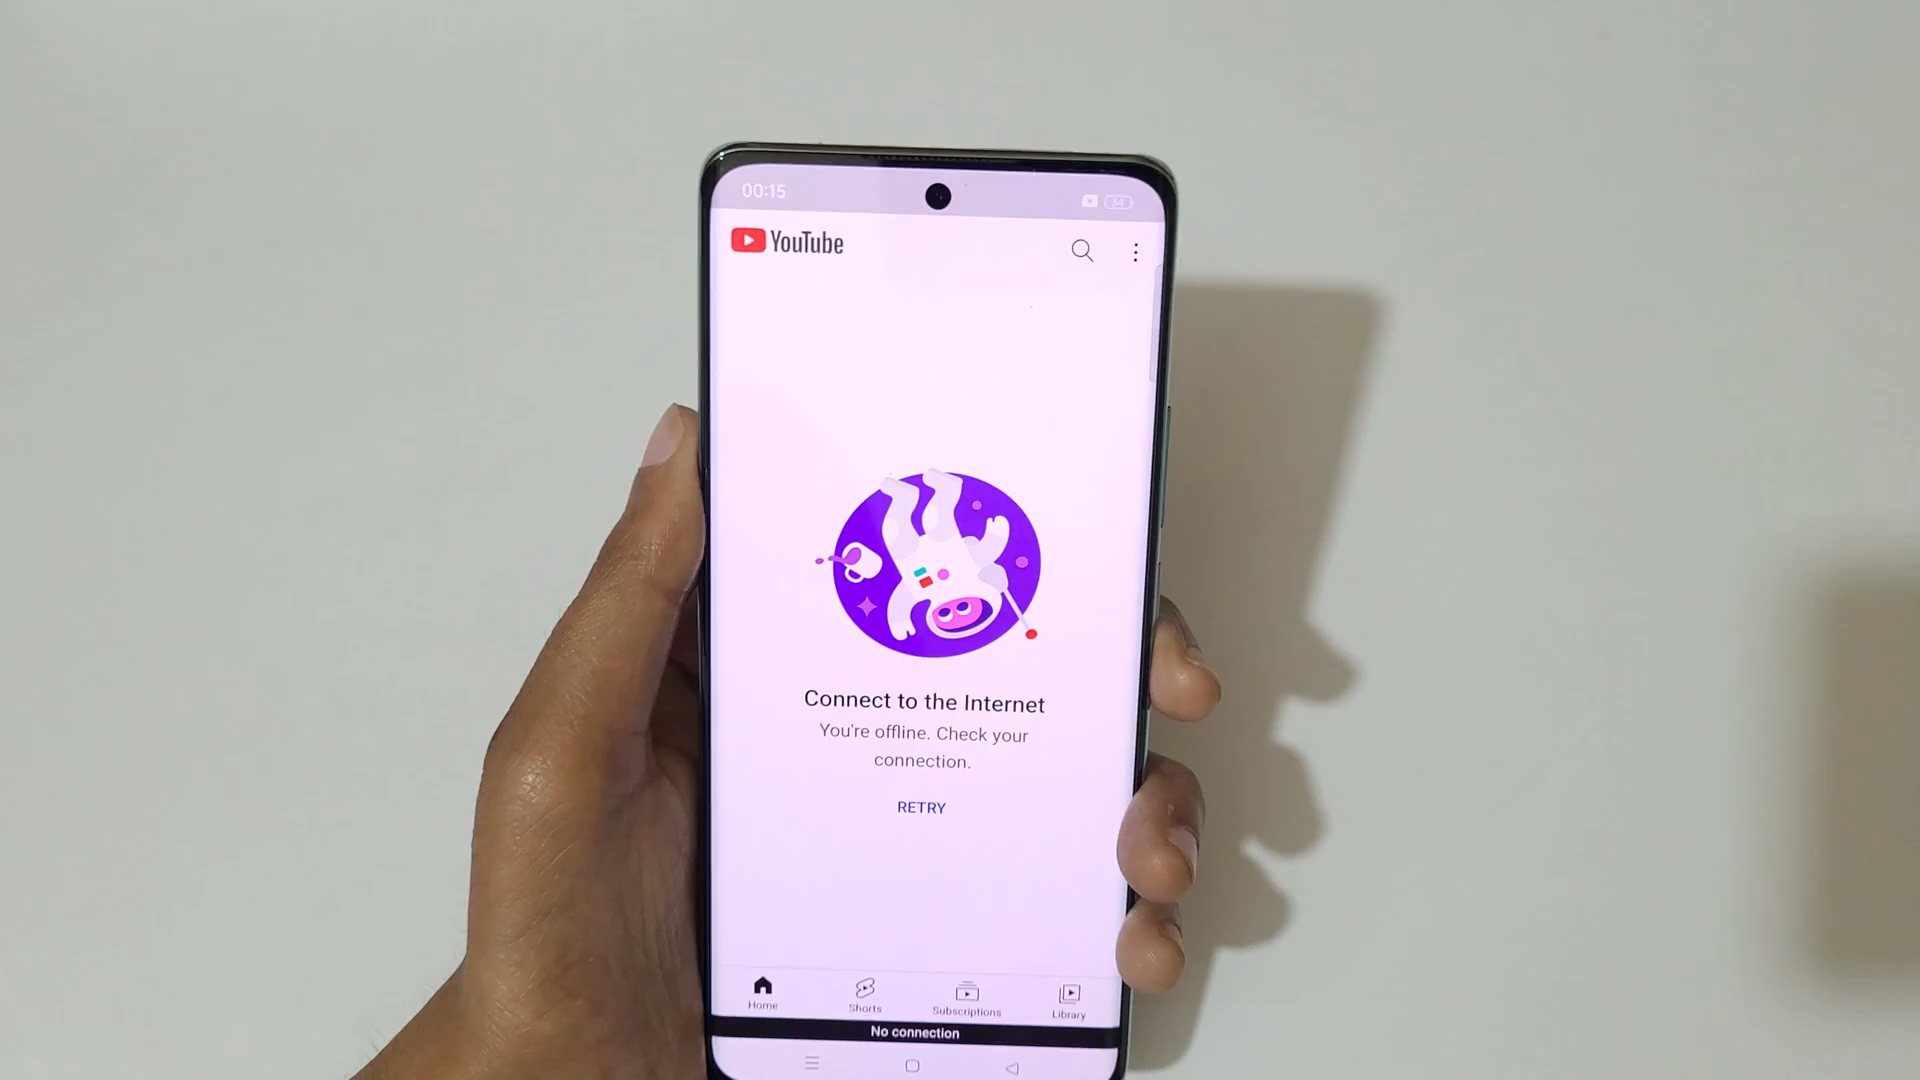 00:15
34
YouTube
Connect to the Internet
You're offline. Check your
connection.
RETRY
Home
Shorts
Subscriptions
Library
No connection